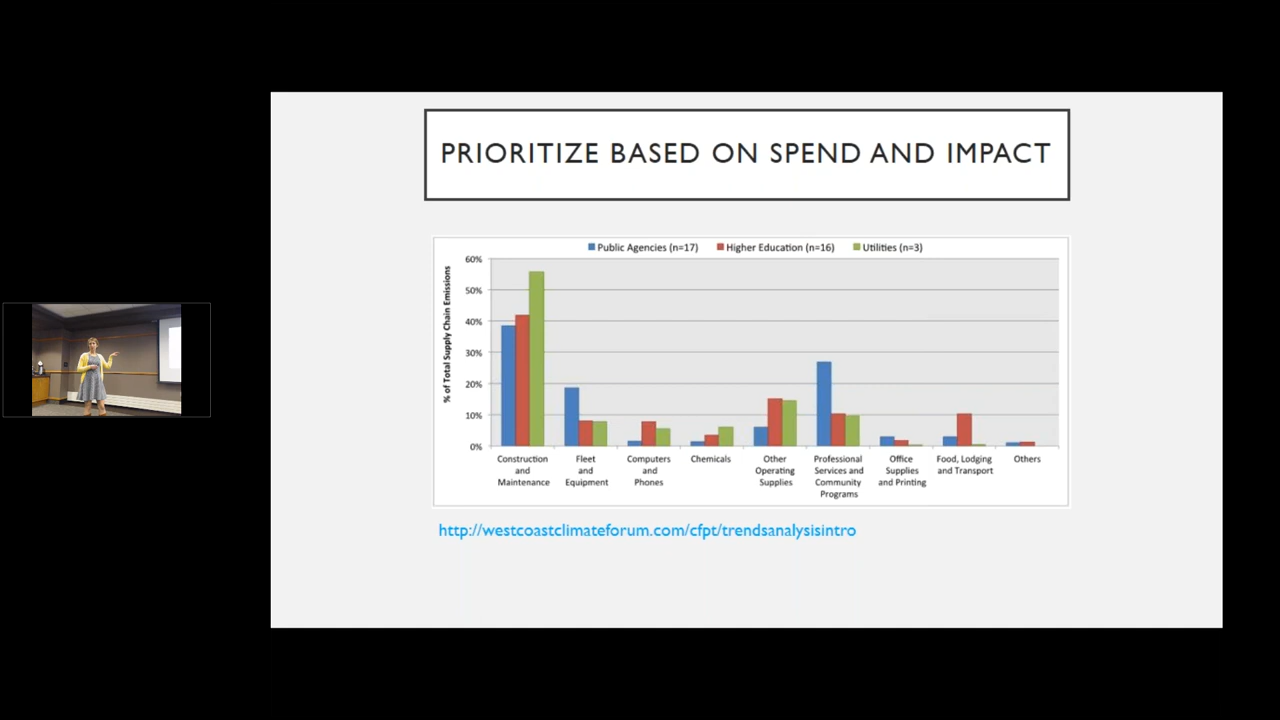 PRIORITIZE BASED ON SPEND AND IMPACT
Public Agencies (n=17) Higher Education (n=16) Utilities (n=3)
% of Total Supply Chain Emissions
60%
50%
40%
30%
20%
10%
0%
Construction
and
Maintenance
Fleet
and
Equipment
Computers
and
Phones
Chemicals
Other
Operating
Supplies
Professional
Services and
Community
Programs
Office
Supplies
and Printing
Food, Lodging
and Transport
Others
http://westcoastclimateforum.com/cfpt/trendsanalysisintro